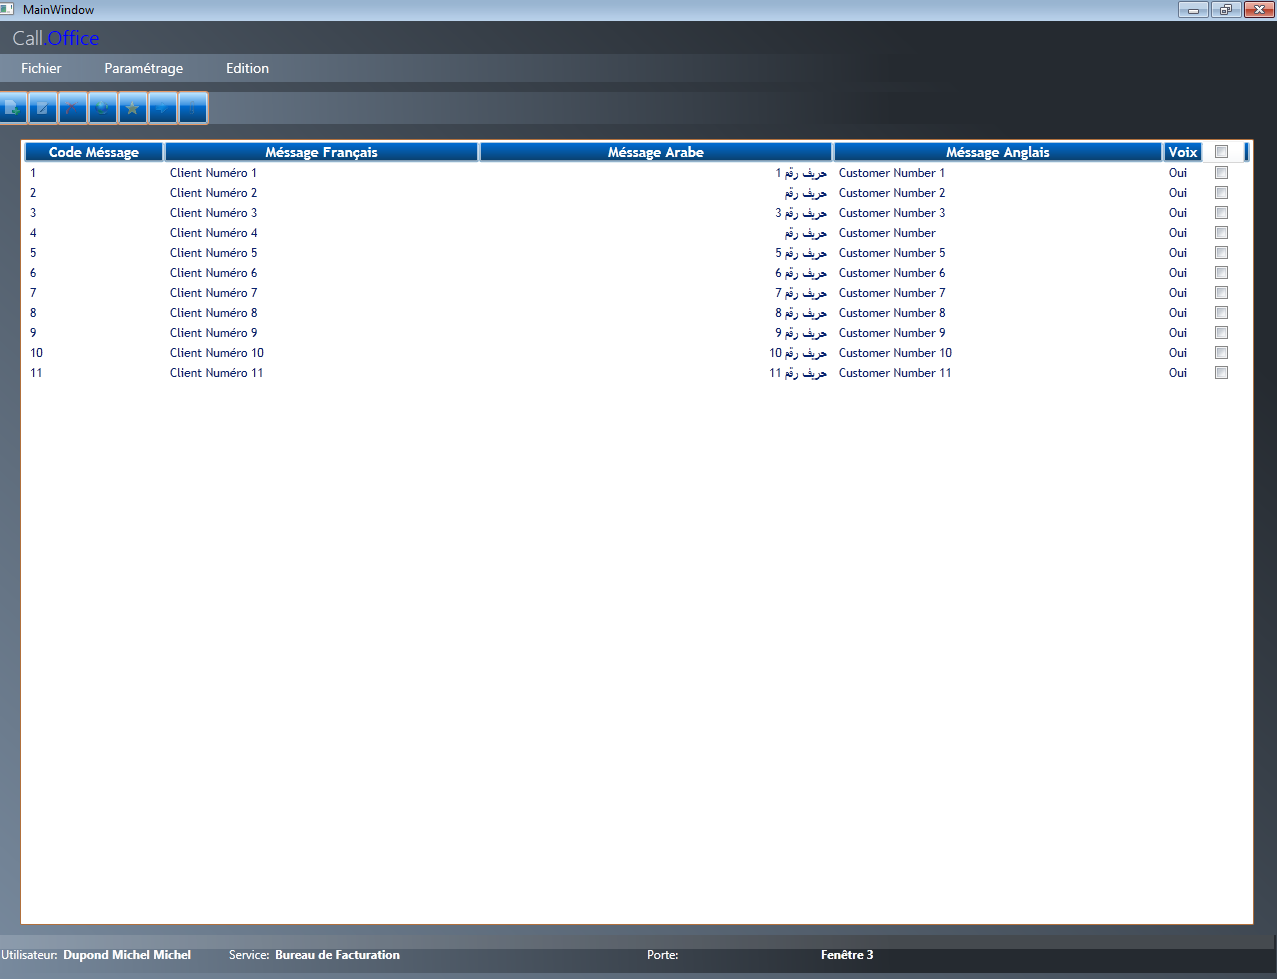 MainWindow
Call.Office
Fichier Paramétrage Edition
Code Méssage Méssage Français Méssage Arabe Méssage Anglais Voix
1 Client Numéro 1 حريف رقم 1 Customer Number 1 Oui
2 Client Numéro 2 حريف رقم Customer Number 2 Oui
3 Client Numéro 3 حريف رقم 3 Customer Number 3 Oui
4 Client Numéro 4 حريف رقم Customer Number Oui
5 Client Numéro 5 حريف رقم 5 Customer Number 5 Oui
6 Client Numéro 6 حريف رقم 6 Customer Number 6 Oui
7 Client Numéro 7 حريف رقم 7 Customer Number 7 Oui
8 Client Numéro 8 حريف رقم 8 Customer Number 8 Oui
9 Client Numéro 9 حريف رقم 9 Customer Number 9 Oui
10 Client Numéro 10 حريف رقم 10 Customer Number 10 Oui
11 Client Numéro 11 حريف رقم 11 Customer Number 11 Oui
Utilisateur: Dupond Michel Michel Service: Bureau de Facturation Porte: Fenêtre 3